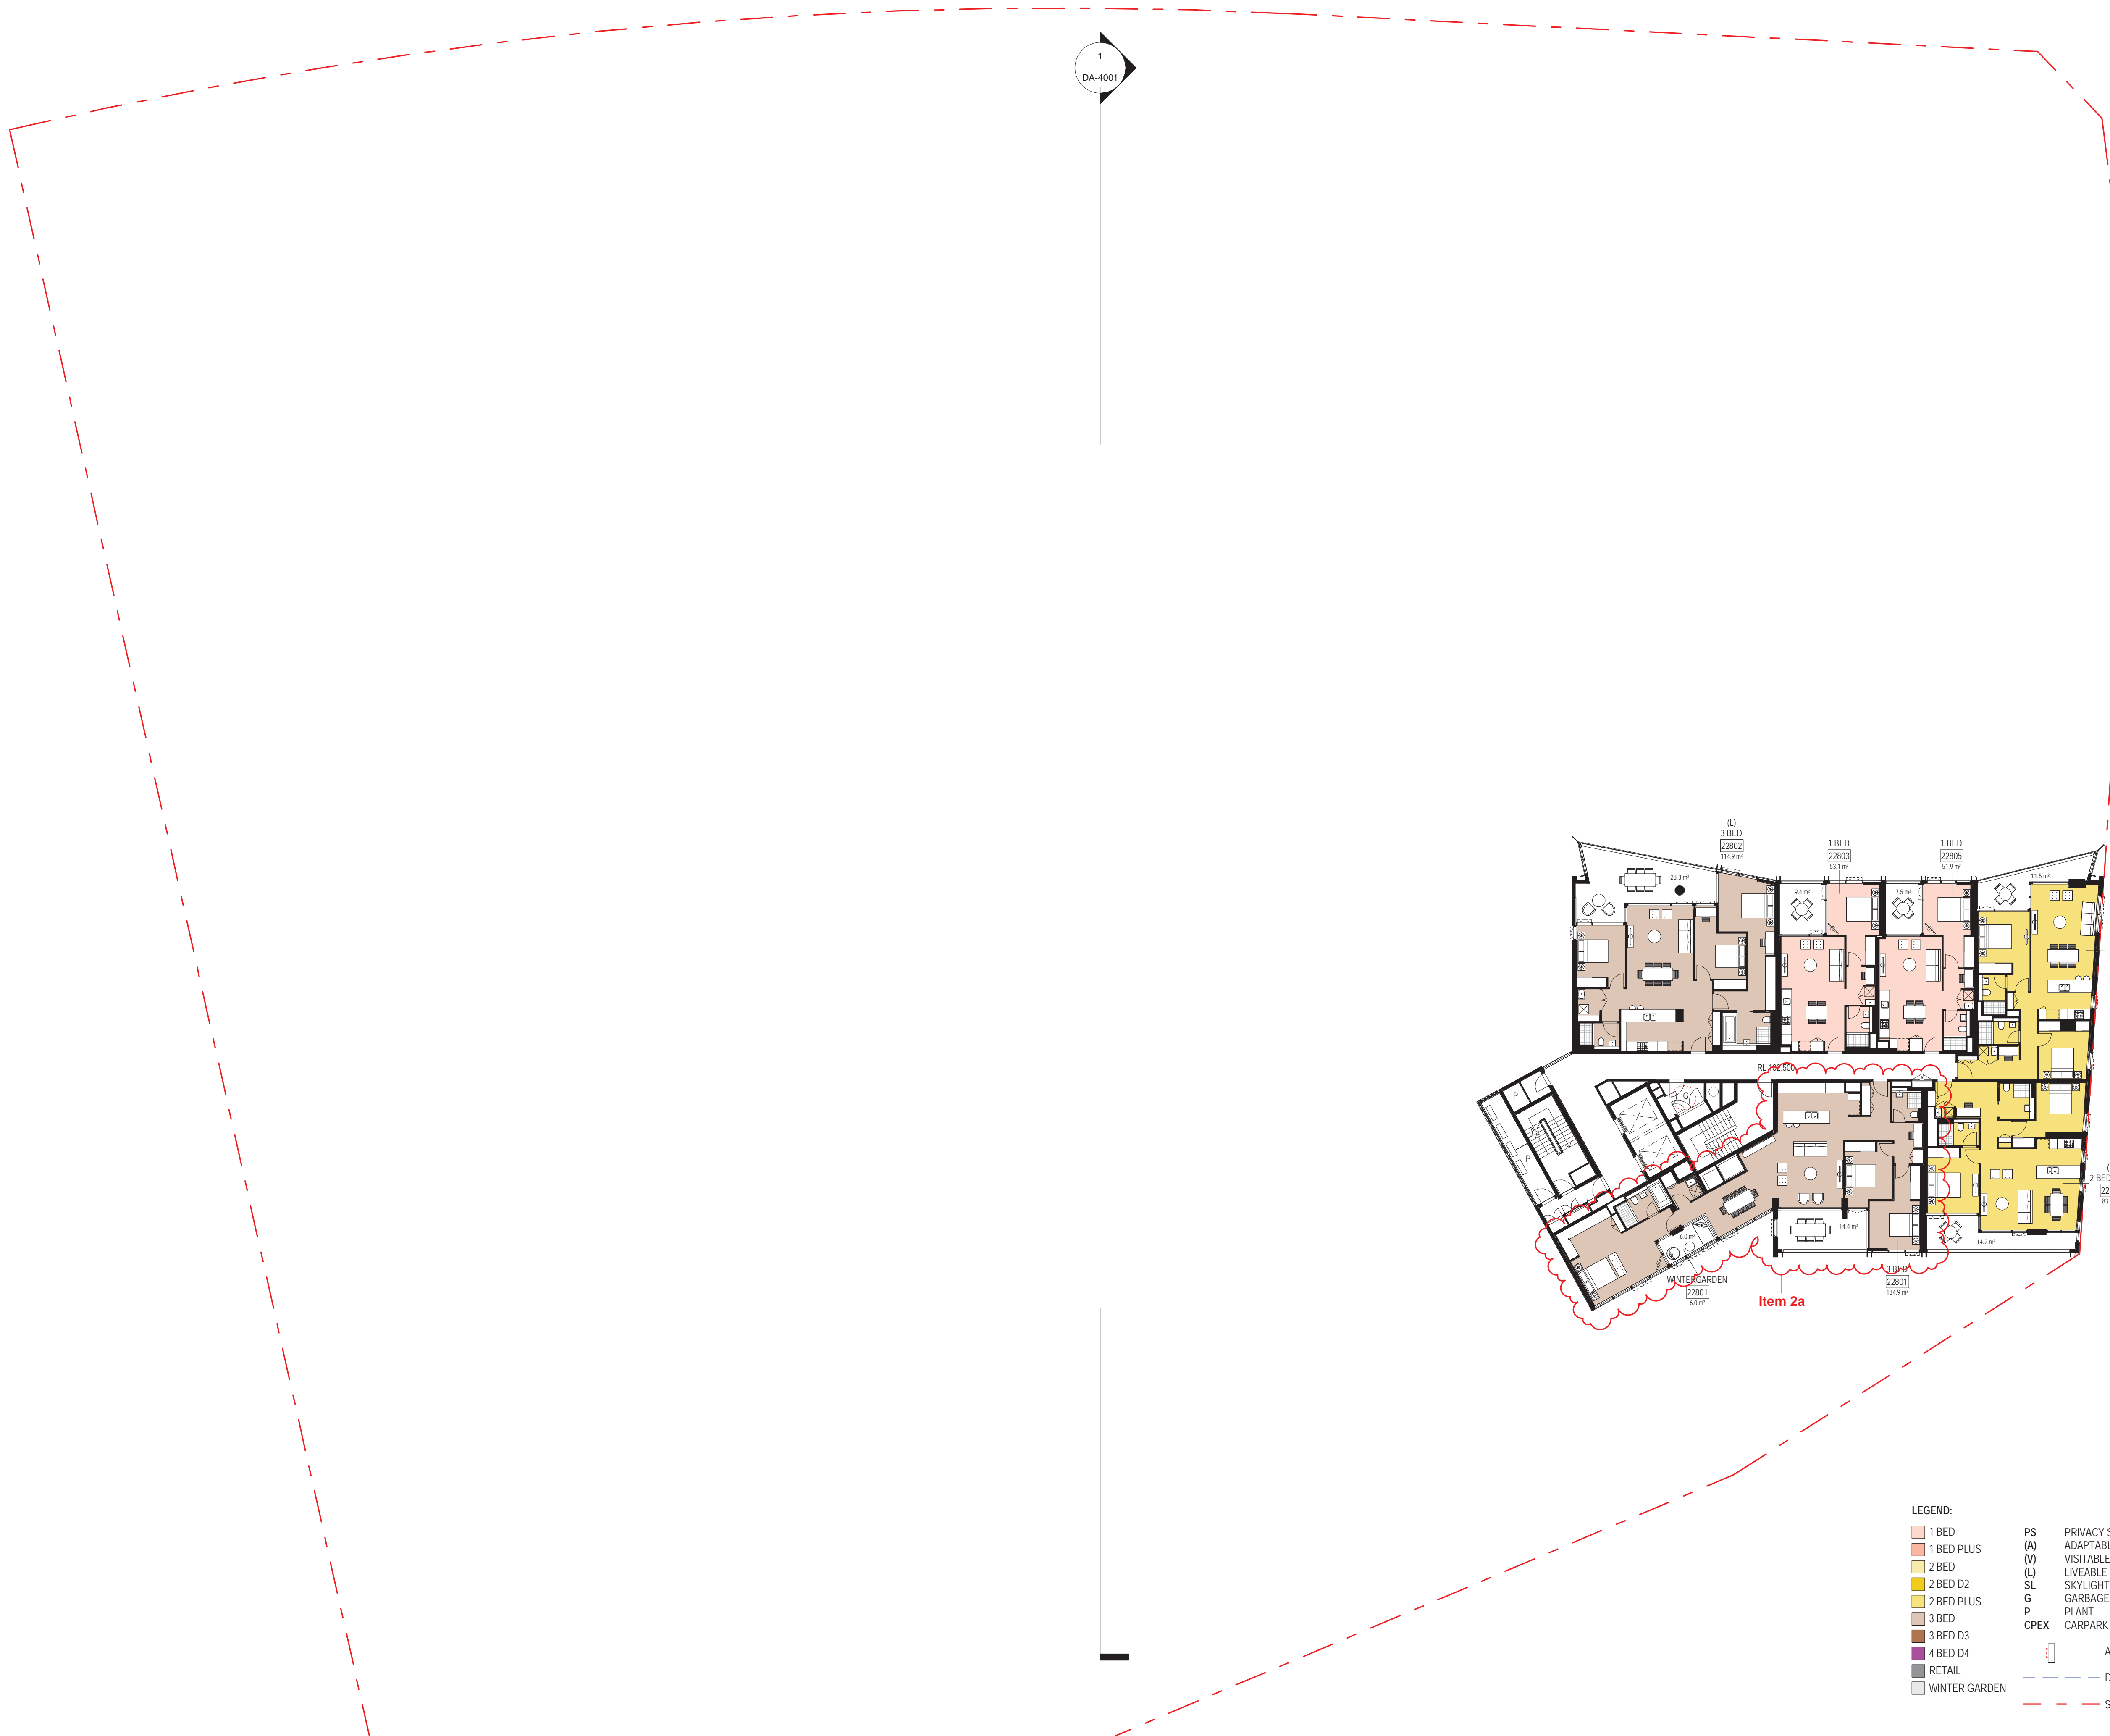 1
DA-4001
(L)
3 BED
22802
114.9 m²
1 BED
22803
53.1 m²
1 BED
22805
51.9 m²
28.3 m²
9.4 m²
7.5 m²
11.5 m²
RL 102.500
P
G
P
2 BED
22
83.
6.0 m²
14.4 m²
14.2 m²
WINTERGARDEN
22801
6.0 m²
3 BED
22801
134.9 m²
Item 2a
LEGEND:
1 BED
1 BED PLUS
2 BED
2 BED D2
2 BED PLUS
3 BED
3 BED D3
4 BED D4
RETAIL
WINTER GARDEN
PS PRIVACY S
(A) ADAPTABL
(V) VISITABLE
(L) LIVEABLE
SL SKYLIGHT
G GARBAGE
P PLANT
CPEX CARPARK
A
D
S